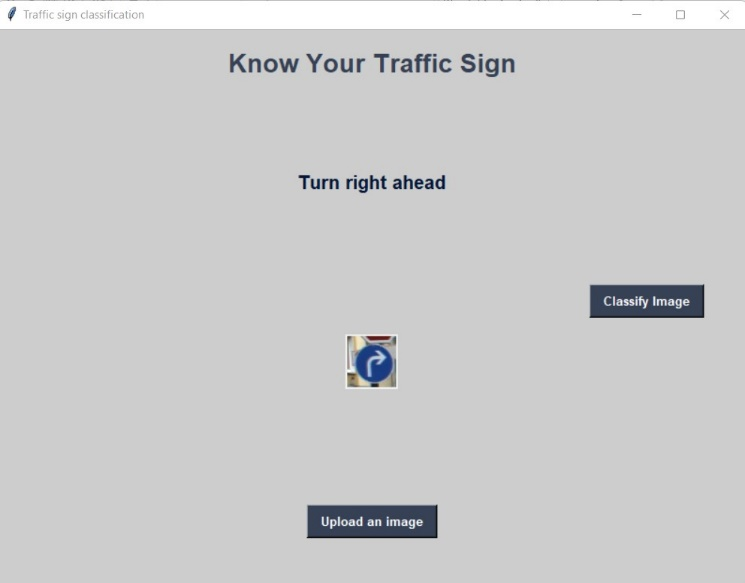 Traffic sign classification
Know Your Traffic Sign
Turn right ahead
Classify Image
Upload an image